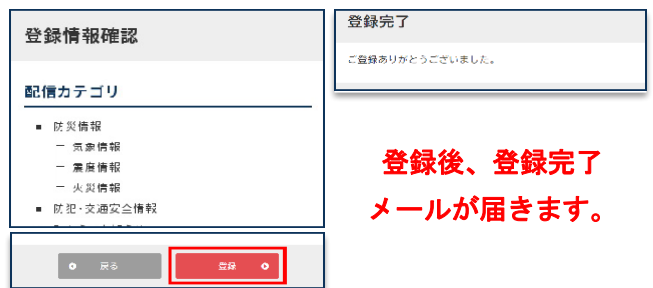 登録情報確認
配信カテゴリ
■ 防災情報
ー 気象情報
ー 震度情報
ー 火災情報
■ 防犯・交通安全情報
戻る
登録
登録完了
ご登録ありがとうございました。
登録後、登録完了
メールが届きます。